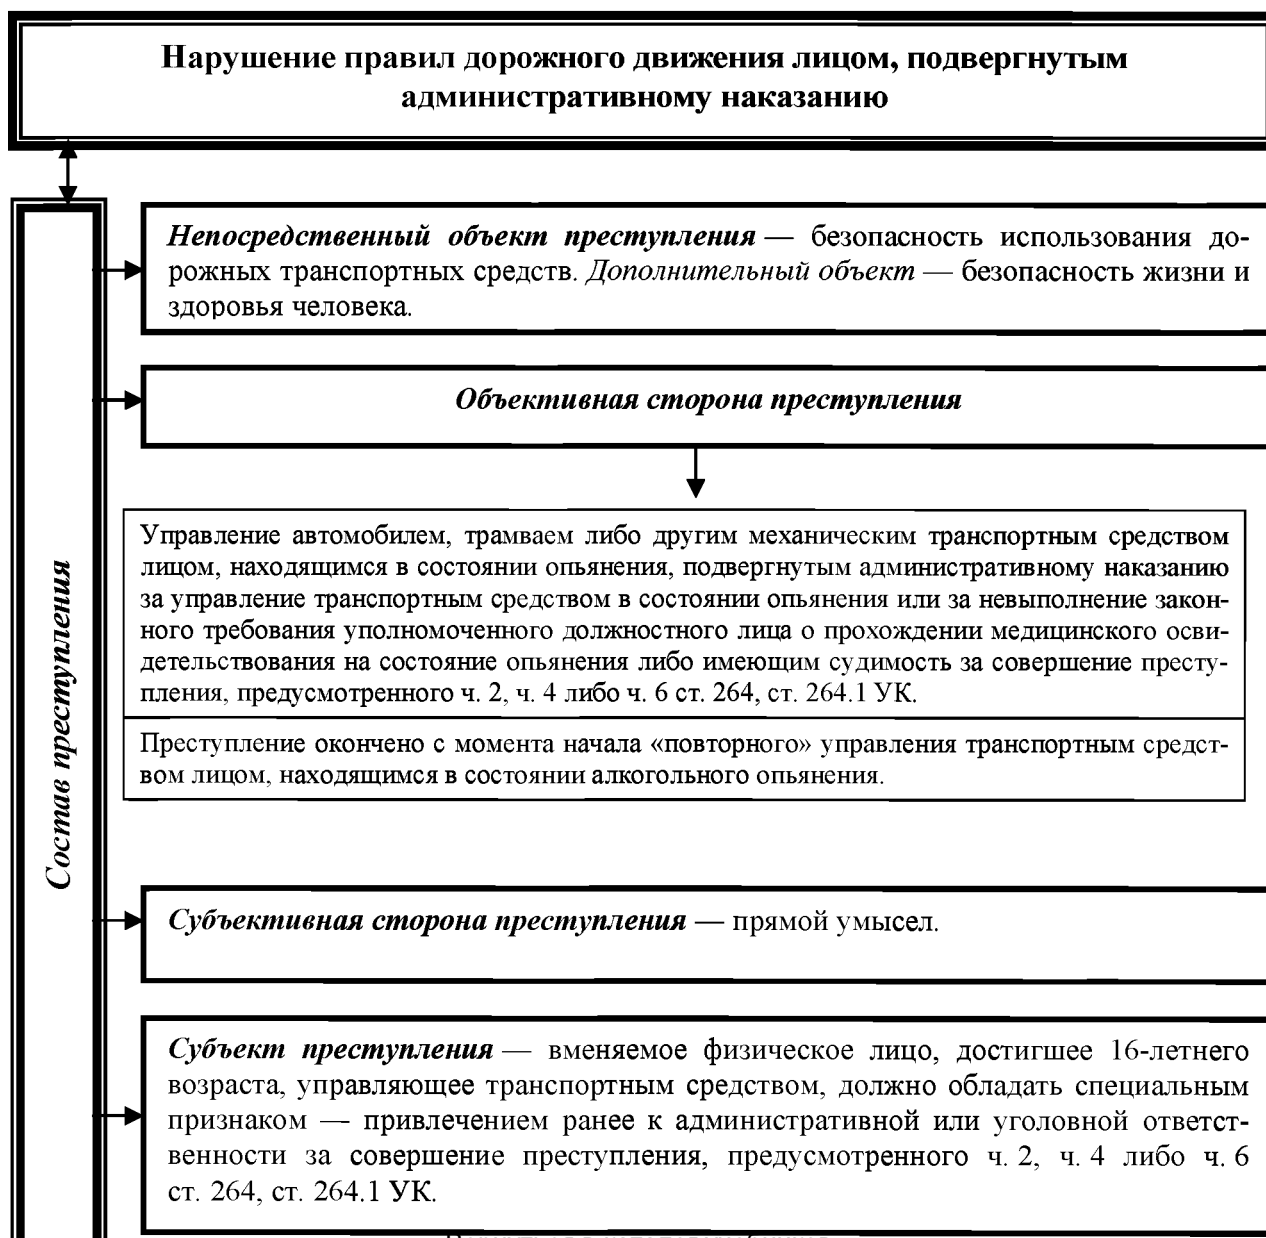 Нарушение правил дорожного движения лицом, подвергнутым
административному наказанию
Состав преступления
Непосредственный объект преступления — безопасность использования до-
рожных транспортных средств. Дополнительный объект — безопасность жизни и
здоровья человека.
Объективная сторона преступления
Управление автомобилем, трамваем либо другим механическим транспортным средством
лицом, находящимся в состоянии опьянения, подвергнутым административному наказанию
за управление транспортным средством в состоянии опьянения или за невыполнение закон-
ного требования уполномоченного должностного лица о прохождении медицинского осви-
детельствования на состояние опьянения либо имеющим судимость за совершение престу-
пления, предусмотренного ч. 2, ч. 4 либо ч. 6 ст. 264, ст. 264.1 УК.
Преступление окончено с момента начала «повторного» управления транспортным средст-
вом лицом, находящимся в состоянии алкогольного опьянения.
Субъективная сторона преступления — прямой умысел.
Субъект преступления — вменяемое физическое лицо, достигшее 16-летнего
возраста, управляющее транспортным средством, должно обладать специальным
признаком — привлечением ранее к административной или уголовной ответст-
венности за совершение преступления, предусмотренного ч. 2, ч. 4 либо ч. 6
ст. 264, ст. 264.1 УК.